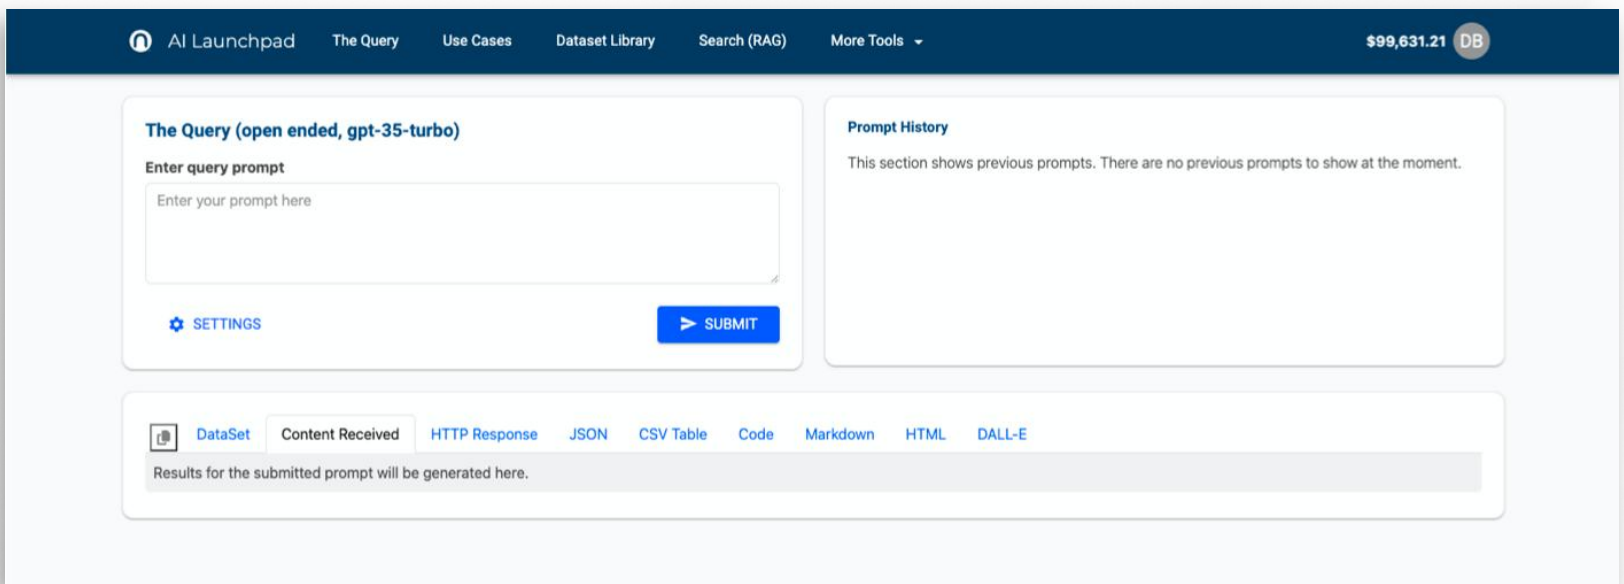 AI Launchpad The Query Use Cases Dataset Library Search (RAG) More Tools $99,631.21 DB
The Query (open ended, gpt-35-turbo)
Enter query prompt
Enter your prompt here
SETTINGS SUBMIT
Prompt History
This section shows previous prompts. There are no previous prompts to show at the moment.
DataSet Content Received HTTP Response JSON CSV Table Code Markdown HTML DALL-E
Results for the submitted prompt will be generated here.